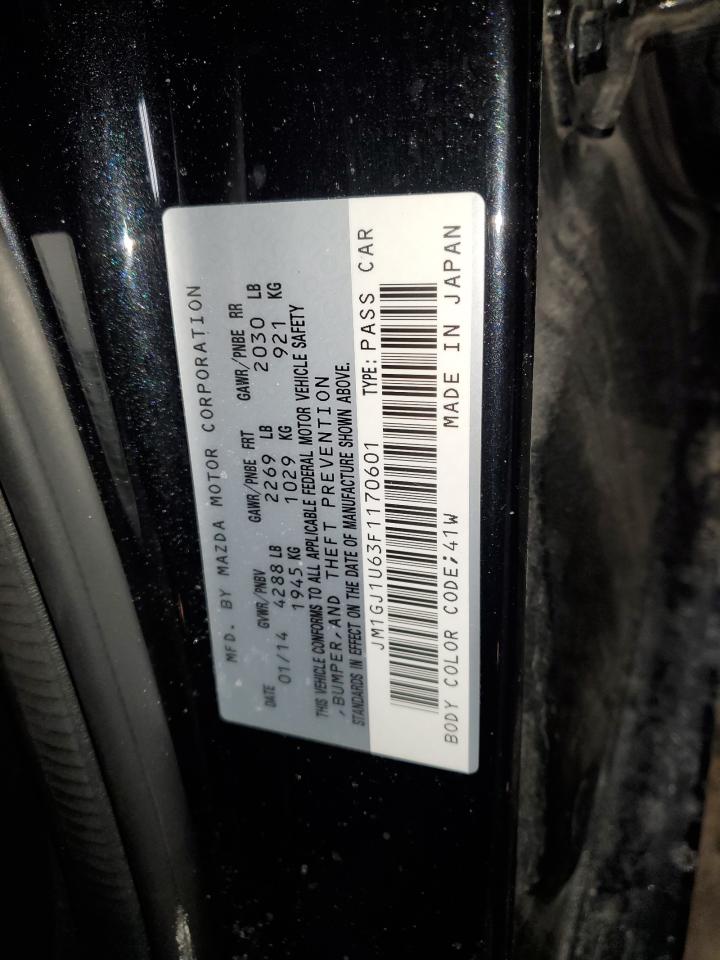 MFD. BY MAZDA MOTOR CORPORATION
DATE GVWR/PNBV GAWR/PNBE FRT GAWR/PNBE RR
01/14 4288 LB 2269 LB 2030 LB
1945 KG 1029 KG 921 KG
THIS VEHICLE CONFORMS TO ALL APPLICABLE FEDERAL MOTOR VEHICLE SAFETY
,BUMPER,AND THEFT PREVENTION
STANDARDS IN EFFECT ON THE DATE OF MANUFACTURE SHOWN ABOVE.
JM1GJ1U63F1170601 TYPE: PASS CAR
BODY COLOR CODE;41W MADE IN JAPAN